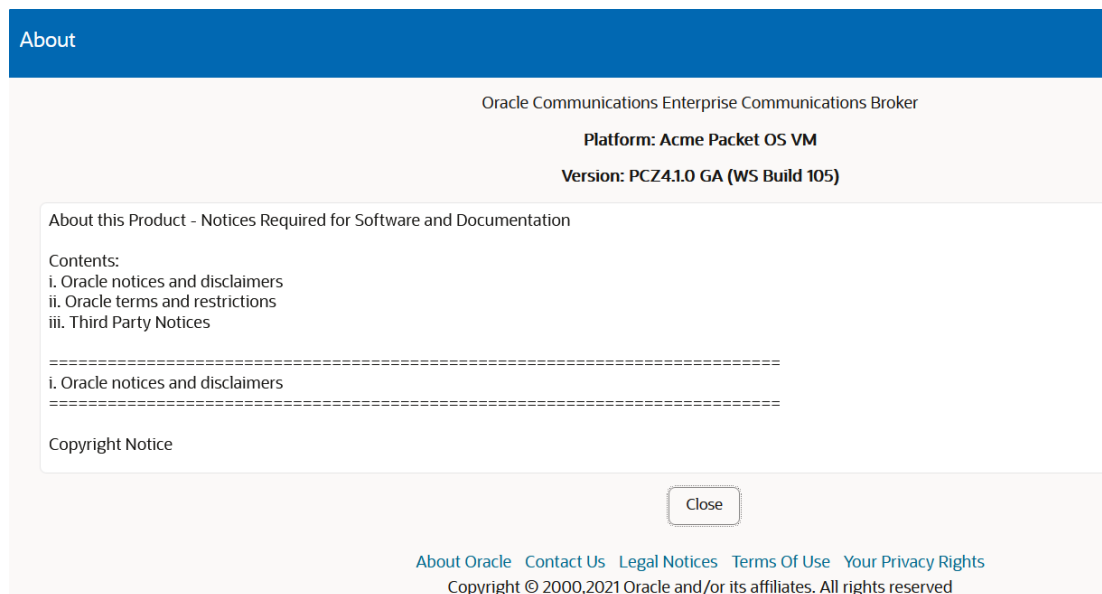 About
Oracle Communications Enterprise Communications Broker
Platform: Acme Packet OS VM
Version: PCZ4.1.0 GA (WS Build 105)
About this Product - Notices Required for Software and Documentation
Contents:
i. Oracle notices and disclaimers
ii. Oracle terms and restrictions
iii. Third Party Notices
===========================================================================
i. Oracle notices and disclaimers
===========================================================================
Copyright Notice
Close
About Oracle Contact Us Legal Notices Terms Of Use Your Privacy Rights
Copyright © 2000,2021 Oracle and/or its affiliates. All rights reserved